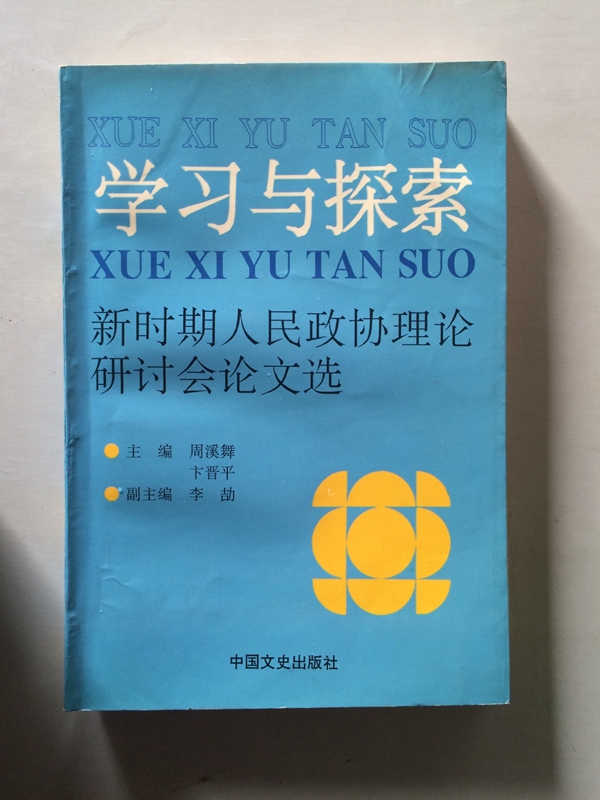 XUE XI YU TAN SUO
学习与探索
XUE XI YU TAN SUO
新时期人民政协理论
研讨会论文选
主 编 周溪舞
卞晋平
副主编 李 劼
中国文史出版社